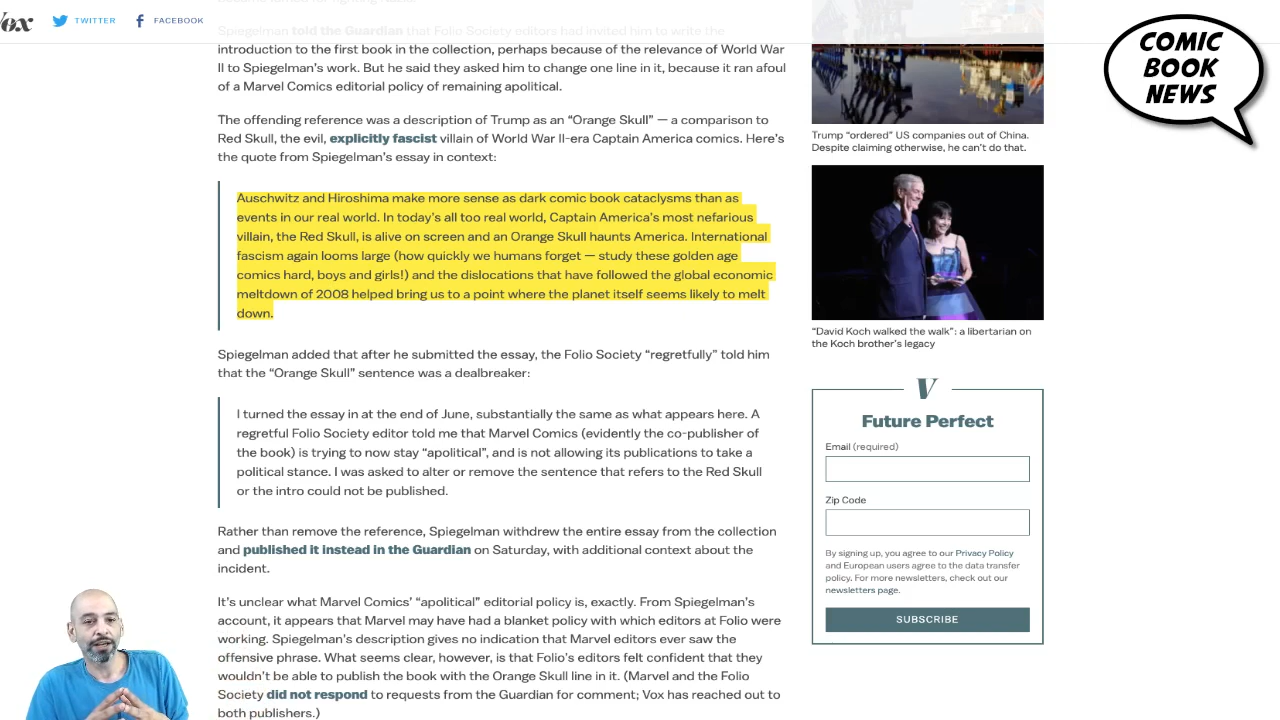 Vox
TWITTER
FACEBOOK
Spiegelman told the Guardian that Folio Society editors had invited him to write the
introduction to the first book in the collection, perhaps because of the relevance of World War
II to Spiegelman's work. But he said they asked him to change one line in it, because it ran afoul
of a Marvel Comics editorial policy of remaining apolitical.
The offending reference was a description of Trump as an "Orange Skull" — a comparison to
Red Skull, the evil, explicitly fascist villain of World War II-era Captain America comics. Here's
the quote from Spiegelman's essay in context:
Auschwitz and Hiroshima make more sense as dark comic book cataclysms than as
events in our real world. In today's all too real world, Captain America's most nefarious
villain, the Red Skull, is alive on screen and an Orange Skull haunts America. International
fascism again looms large (how quickly we humans forget — study these golden age
comics hard, boys and girls!) and the dislocations that have followed the global economic
meltdown of 2008 helped bring us to a point where the planet itself seems likely to melt
down.
Spiegelman added that after he submitted the essay, the Folio Society "regretfully" told him
that the "Orange Skull" sentence was a dealbreaker:
I turned the essay in at the end of June, substantially the same as what appears here. A
regretful Folio Society editor told me that Marvel Comics (evidently the co-publisher of
the book) is trying to now stay "apolitical", and is not allowing its publications to take a
political stance. I was asked to alter or remove the sentence that refers to the Red Skull
or the intro could not be published.
Rather than remove the reference, Spiegelman withdrew the entire essay from the collection
and published it instead in the Guardian on Saturday, with additional context about the
incident.
It's unclear what Marvel Comics' "apolitical" editorial policy is, exactly. From Spiegelman's
account, it appears that Marvel may have had a blanket policy with which editors at Folio were
working. Spiegelman's description gives no indication that Marvel editors ever saw the
offensive phrase. What seems clear, however, is that Folio's editors felt confident that they
wouldn't be able to publish the book with the Orange Skull line in it. (Marvel and the Folio
Society did not respond to requests from the Guardian for comment; Vox has reached out to
both publishers.)
Trump "ordered" US companies out of China.
Despite claiming otherwise, he can't do that.
"David Koch walked the walk": a libertarian on
the Koch brother's legacy
V
Future Perfect
Email (required)
Zip Code
By signing up, you agree to our Privacy Policy
and European users agree to the data transfer
policy. For more newsletters, check out our
newsletters page.
SUBSCRIBE
COMIC
BOOK
NEWS